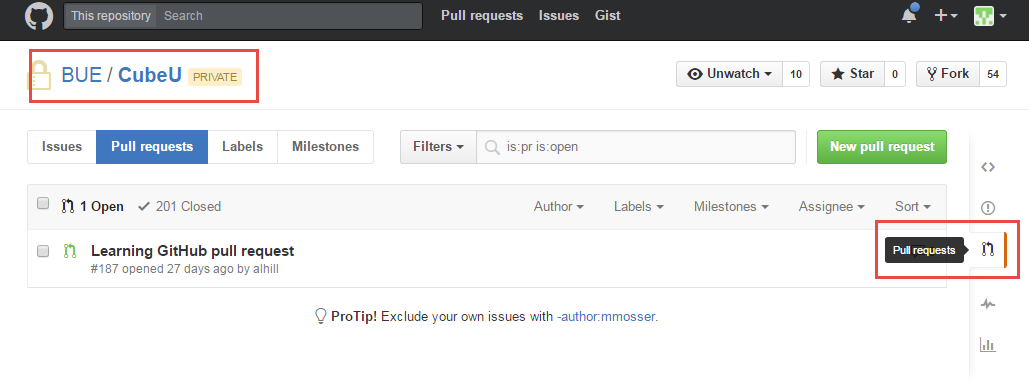 This repository Search Pull requests Issues Gist
BUE / CubeU PRIVATE Unwatch 10 Star 0 Fork 54
Issues Pull requests Labels Milestones Filters is:pr is:open New pull request
1 Open 201 Closed Author Labels Milestones Assignee Sort
Learning GitHub pull request
Pull requests
#187 opened 27 days ago by alhill
ProTip! Exclude your own issues with -author:mmosser.